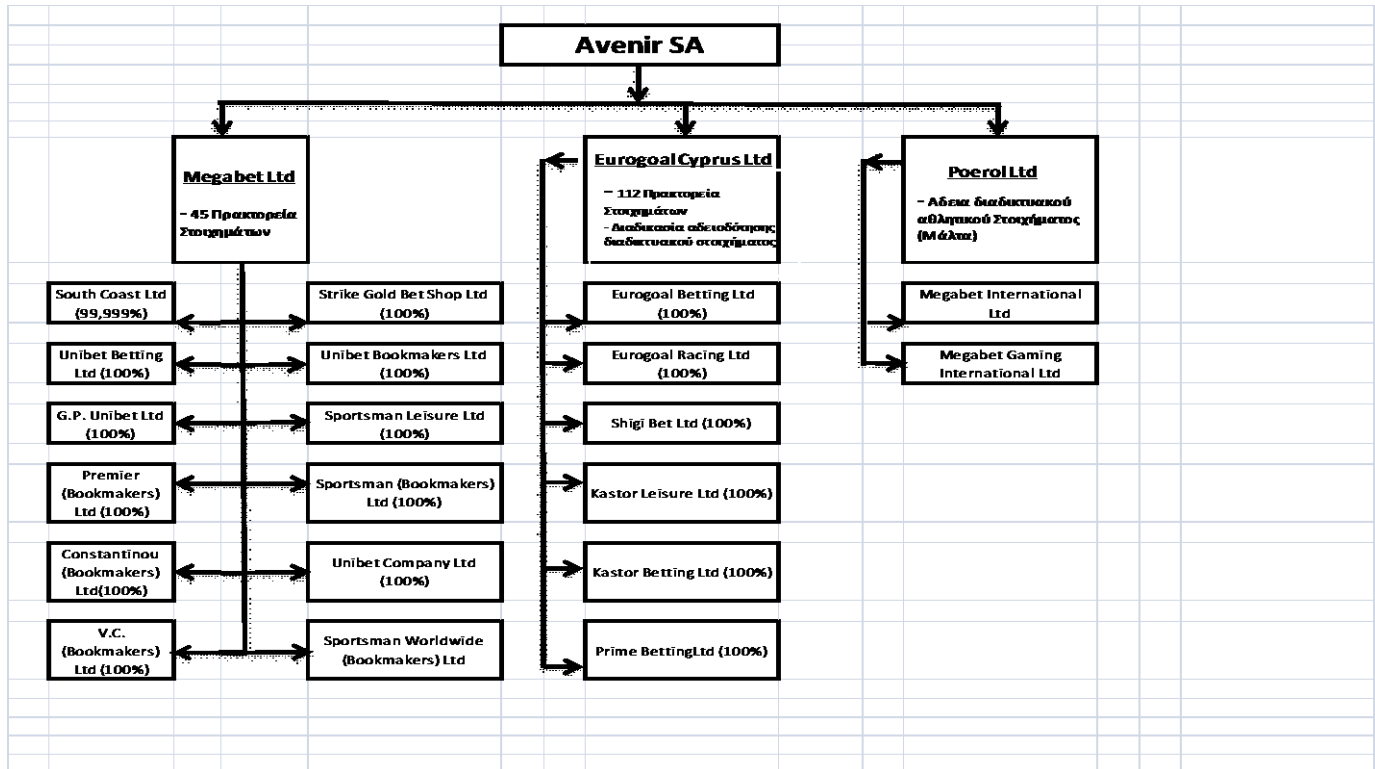 Avenir SA
Megabet Ltd
- 45 Πρακτορεία
Στοιχημάτων
Eurogoal Cyprus Ltd
- 112 Πρακτορεία
Στοιχημάτων
- Διαδικασία αδειοδότησης
διαδικτυακού στοιχήματος
Poerol Ltd
- Αδεια διαδικτυακού
αθλητικού Στοιχήματος
(Μάλτα)
South Coast Ltd
(99,999%)
Strike Gold Bet Shop Ltd
(100%)
Eurogoal Betting Ltd
(100%)
Megabet International
Ltd
Unibet Betting
Ltd (100%)
Unibet Bookmakers Ltd
(100%)
Eurogoal Racing Ltd
(100%)
Megabet Gaming
International Ltd
G.P. Unibet Ltd
(100%)
Sportsman Leisure Ltd
(100%)
Shigi Bet Ltd (100%)
Premier
(Bookmakers)
Ltd (100%)
Sportsman (Bookmakers)
Ltd (100%)
Kastor Leisure Ltd (100%)
Constantinou
(Bookmakers)
Ltd(100%)
Unibet Company Ltd
(100%)
Kastor Betting Ltd (100%)
V.C.
(Bookmakers)
Ltd (100%)
Sportsman Worldwide
(Bookmakers) Ltd
Prime BettingLtd (100%)